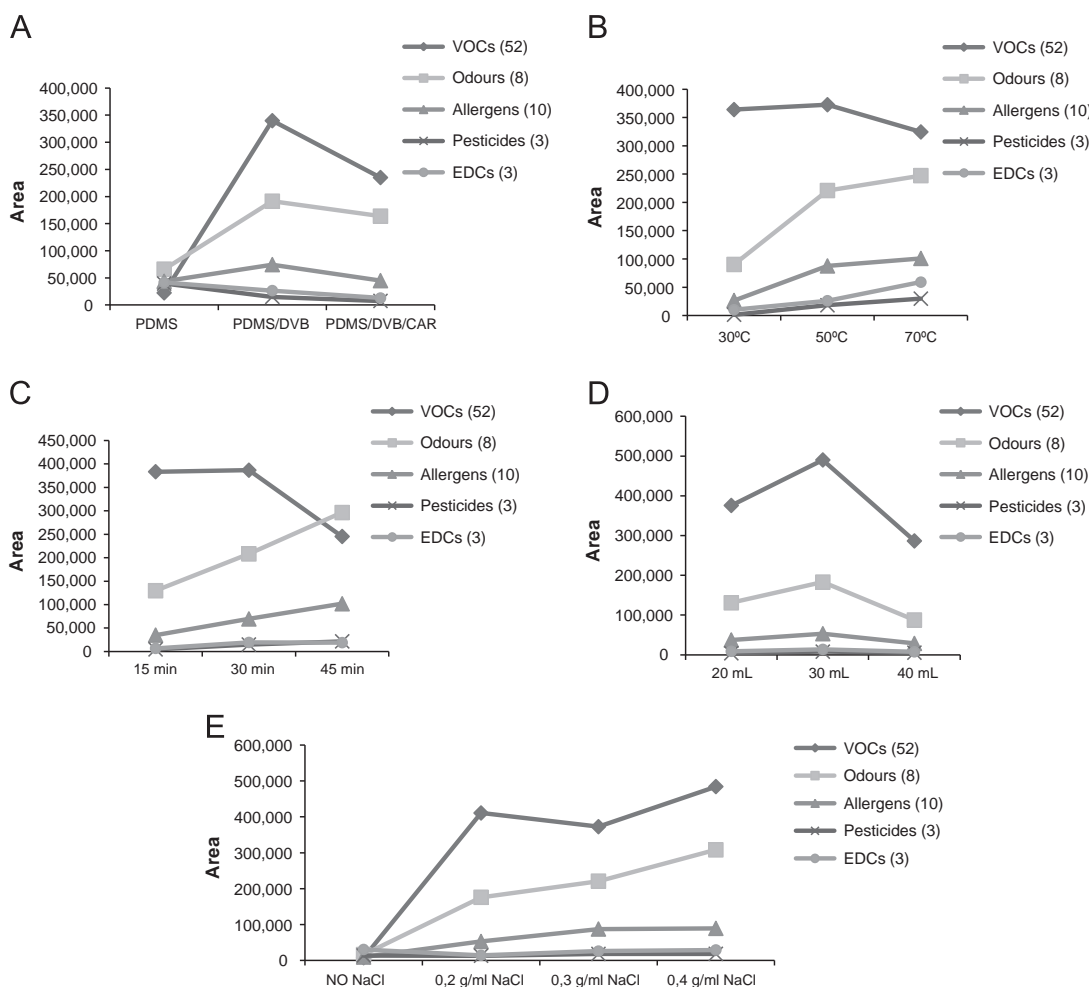 A
VOCs (52)
Odours (8)
Allergens (10)
Pesticides (3)
EDCs (3)
400,000
350,000
300,000
250,000
200,000
150,000
100,000
50,000
0
Area
PDMS
PDMS/DVB
PDMS/DVB/CAR
B
VOCs (52)
Odours (8)
Allergens (10)
Pesticides (3)
EDCs (3)
400,000
350,000
300,000
250,000
200,000
150,000
100,000
50,000
0
Area
30ºC
50ºC
70ºC
C
VOCs (52)
Odours (8)
Allergens (10)
Pesticides (3)
EDCs (3)
450,000
400,000
350,000
300,000
250,000
200,000
150,000
100,000
50,000
0
Area
15 min
30 min
45 min
D
VOCs (52)
Odours (8)
Allergens (10)
Pesticides (3)
EDCs (3)
600,000
500,000
400,000
300,000
200,000
100,000
0
Area
20 mL
30 mL
40 mL
E
VOCs (52)
Odours (8)
Allergens (10)
Pesticides (3)
EDCs (3)
600,000
500,000
400,000
300,000
200,000
100,000
0
Area
NO NaCl
0,2 g/ml NaCl
0,3 g/ml NaCl
0,4 g/ml NaCl